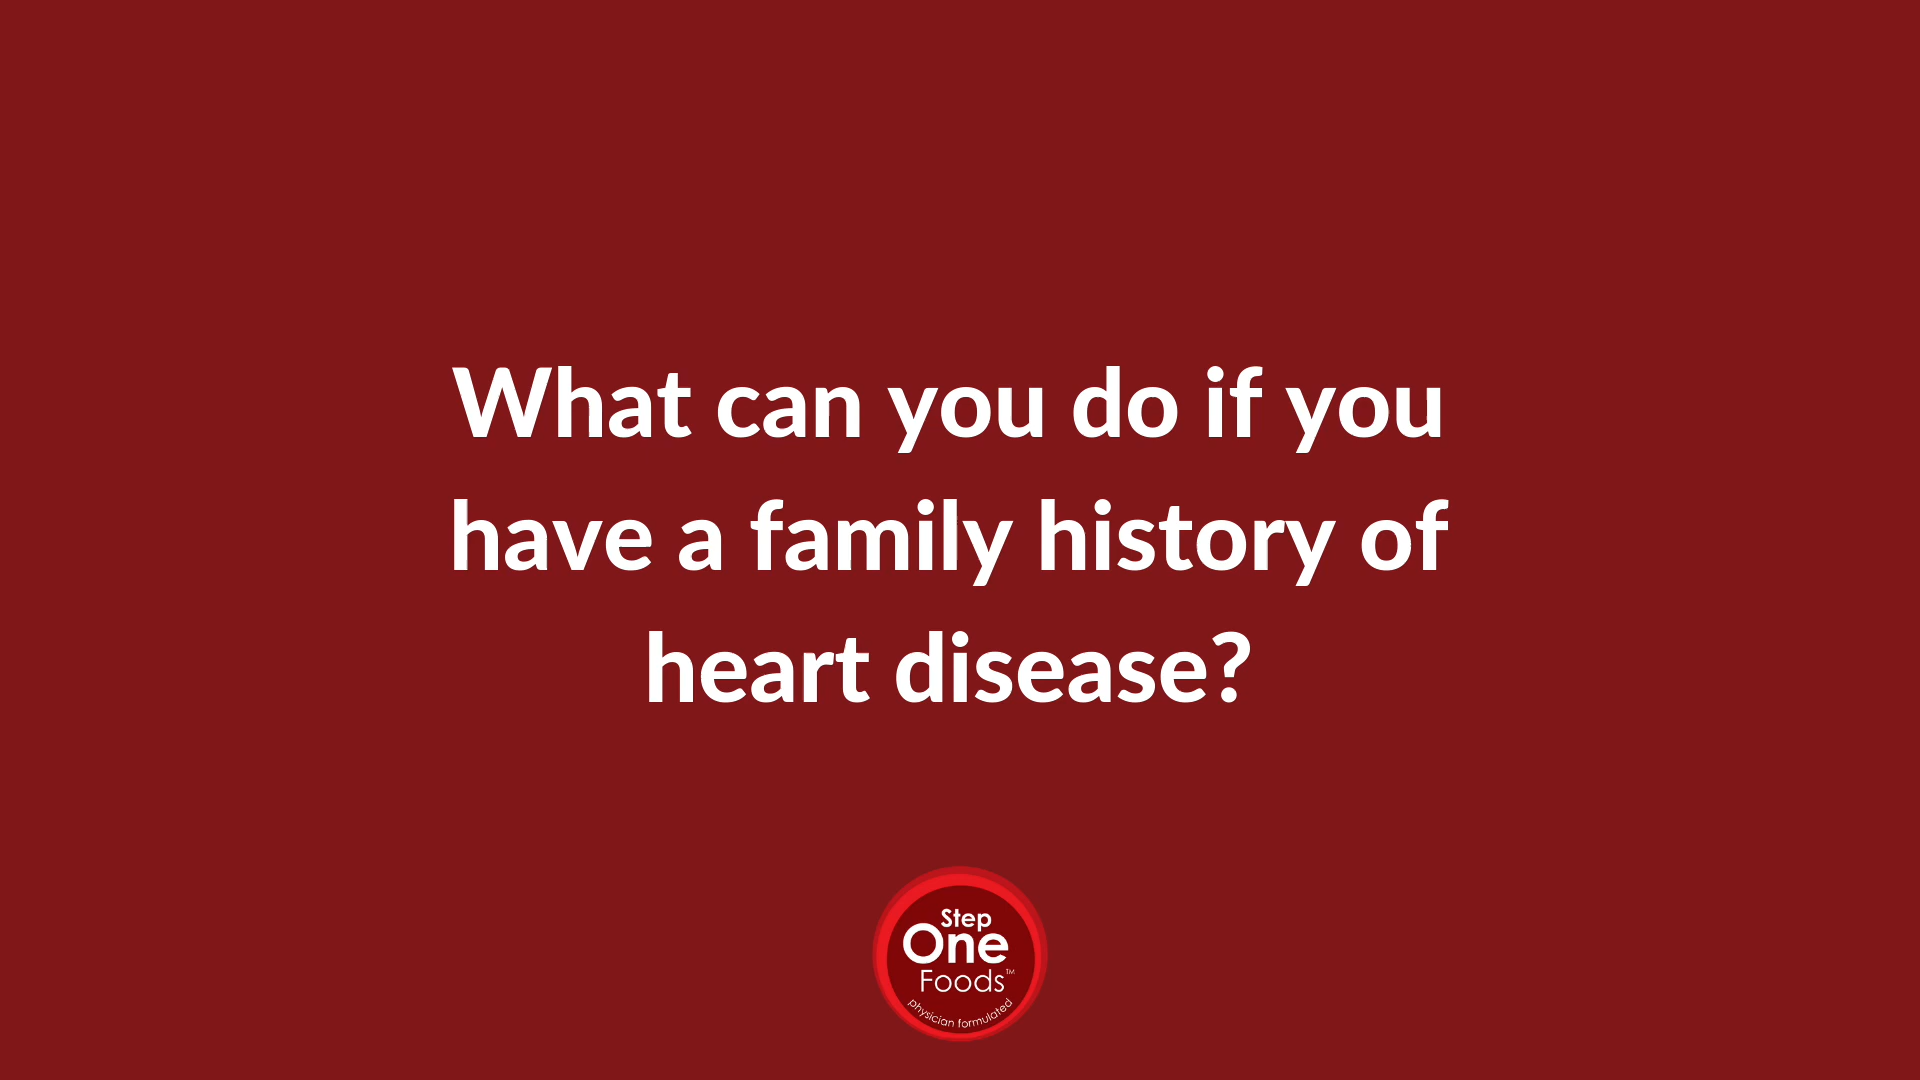 What can you do if you
have a family history of
heart disease?
Step
One
Foods™
physician formulated